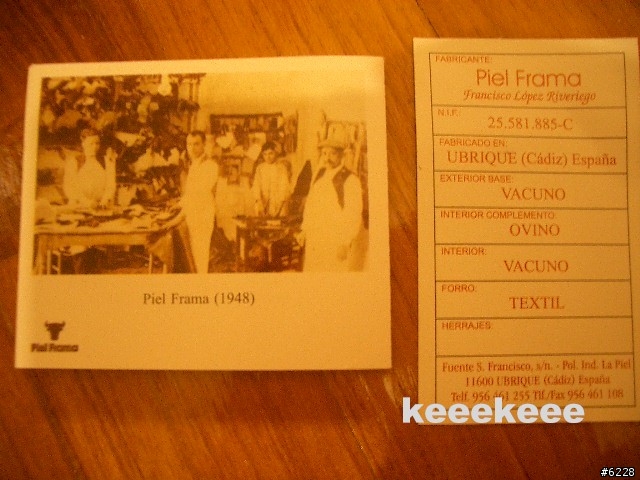 Piel Frama (1948)
Piel Frama
FABRICANTE:
Piel Frama
Francisco López Riveriego
N.I.F.:
25.581.885-C
FABRICADO EN:
UBRIQUE (Cádiz) España
EXTERIOR BASE:
VACUNO
INTERIOR COMPLEMENTO:
OVINO
INTERIOR:
VACUNO
FORRO:
TEXTIL
HERRAJES:
Fuente S. Francisco, s/n. - Pol. Ind. La Piel
11600 UBRIQUE (Cádiz) España
Telf. 956 461 255 Tlf./Fax 956 461 108
keeekeee
#6228